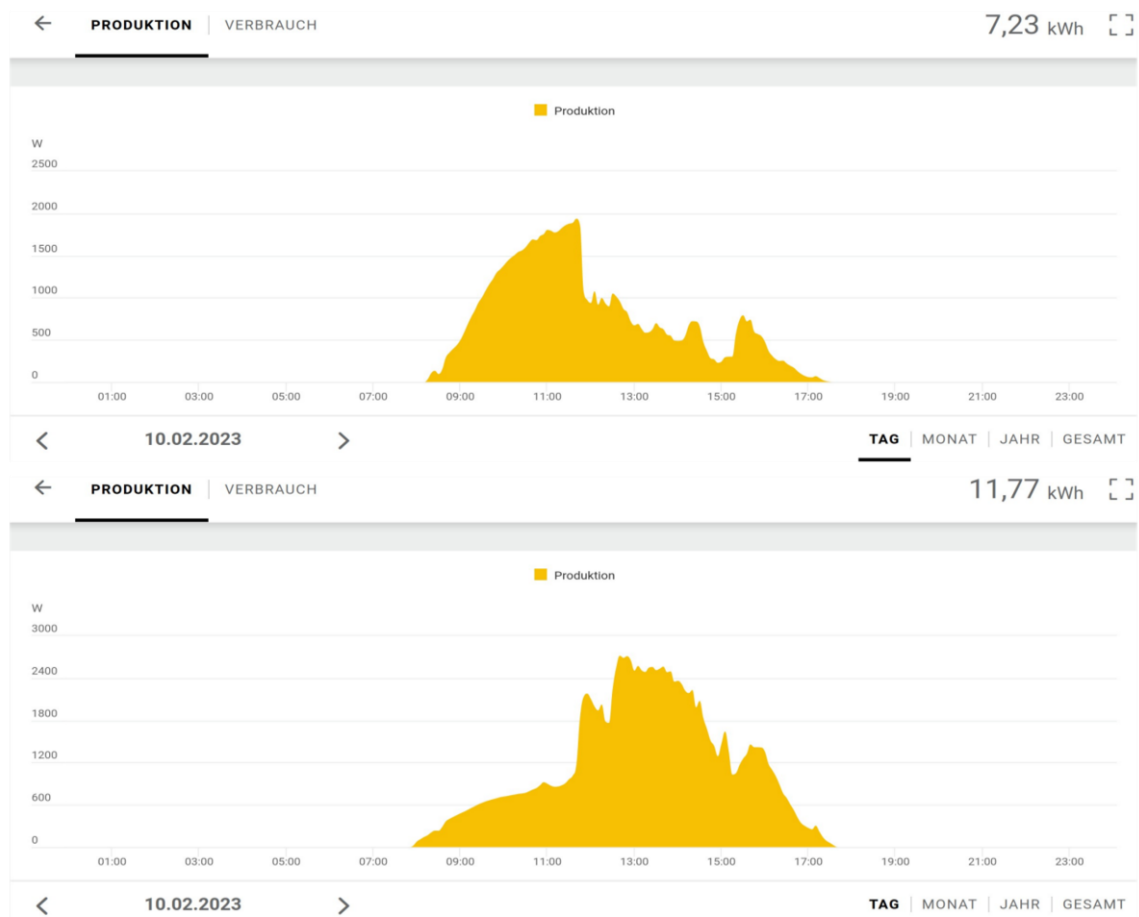 PRODUKTION VERBRAUCH 7,23 kWh
Produktion
W
2500
2000
1500
1000
500
0
01:00 03:00 05:00 07:00 09:00 11:00 13:00 15:00 17:00 19:00 21:00 23:00
10.02.2023 TAG MONAT JAHR GESAMT
PRODUKTION VERBRAUCH 11,77 kWh
Produktion
W
3000
2400
1800
1200
600
0
01:00 03:00 05:00 07:00 09:00 11:00 13:00 15:00 17:00 19:00 21:00 23:00
10.02.2023 TAG MONAT JAHR GESAMT